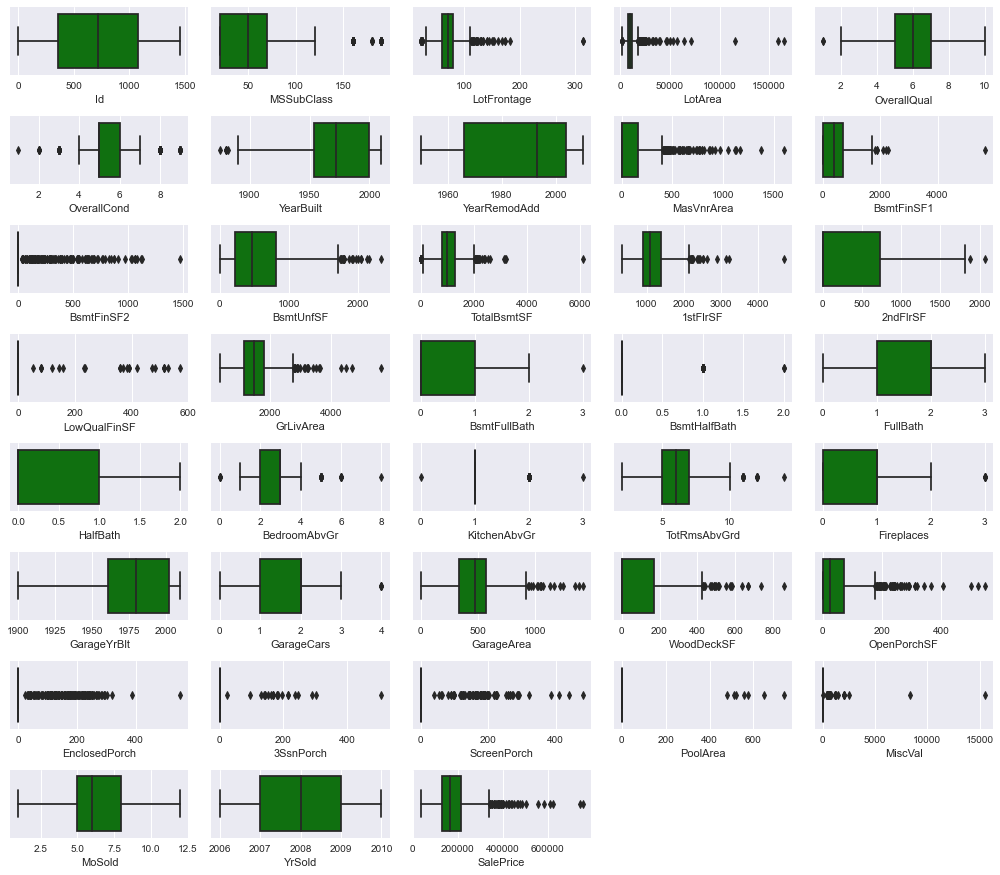 0 500 1000 1500
Id
50 100 150
MSSubClass
100 200 300
LotFrontage
0 50000 100000 150000
LotArea
2 4 6 8 10
OverallQual
2 4 6 8
OverallCond
1900 1950 2000
YearBuilt
1960 1980 2000
YearRemodAdd
0 500 1000 1500
MasVnrArea
0 2000 4000
BsmtFinSF1
0 500 1000 1500
BsmtFinSF2
0 1000 2000
BsmtUnfSF
0 2000 4000 6000
TotalBsmtSF
1000 2000 3000 4000
1stFlrSF
0 500 1000 1500 2000
2ndFlrSF
0 200 400 600
LowQualFinSF
2000 4000
GrLivArea
0 1 2 3
BsmtFullBath
0.0 0.5 1.0 1.5 2.0
BsmtHalfBath
0 1 2 3
FullBath
0.0 0.5 1.0 1.5 2.0
HalfBath
0 2 4 6 8
BedroomAbvGr
0 1 2 3
KitchenAbvGr
5 10
TotRmsAbvGrd
0 1 2 3
Fireplaces
1900 1925 1950 1975 2000
GarageYrBlt
0 1 2 3 4
GarageCars
0 500 1000
GarageArea
0 200 400 600 800
WoodDeckSF
0 200 400
OpenPorchSF
0 200 400
EnclosedPorch
0 200 400
3SsnPorch
0 200 400
ScreenPorch
0 200 400 600
PoolArea
0 5000 10000 15000
MiscVal
2.5 5.0 7.5 10.0 12.5
MoSold
2006 2007 2008 2009 2010
YrSold
0 200000 400000 600000
SalePrice